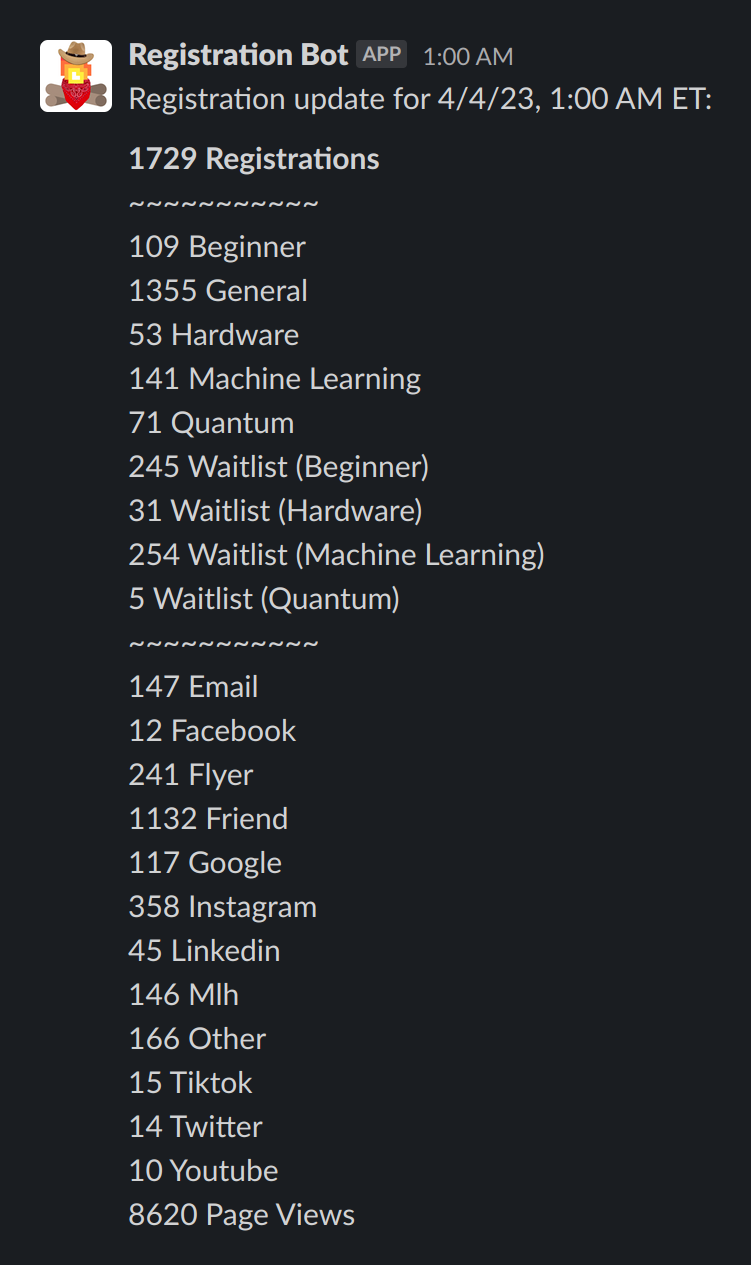 Registration Bot APP 1:00 AM
Registration update for 4/4/23, 1:00 AM ET:
1729 Registrations
~~~~~~~~~~~
109 Beginner
1355 General
53 Hardware
141 Machine Learning
71 Quantum
245 Waitlist (Beginner)
31 Waitlist (Hardware)
254 Waitlist (Machine Learning)
5 Waitlist (Quantum)
~~~~~~~~~~~
147 Email
12 Facebook
241 Flyer
1132 Friend
117 Google
358 Instagram
45 Linkedin
146 Mlh
166 Other
15 Tiktok
14 Twitter
10 Youtube
8620 Page Views